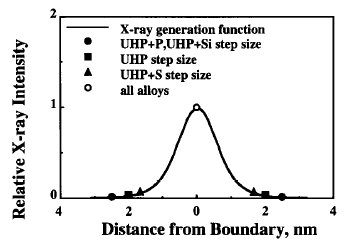 2
X-ray generation function
UHP+P,UHP+Si step size
UHP step size
UHP+S step size
all alloys
1
0
4 2 0 2 4
Relative X-ray Intensity
Distance from Boundary, nm